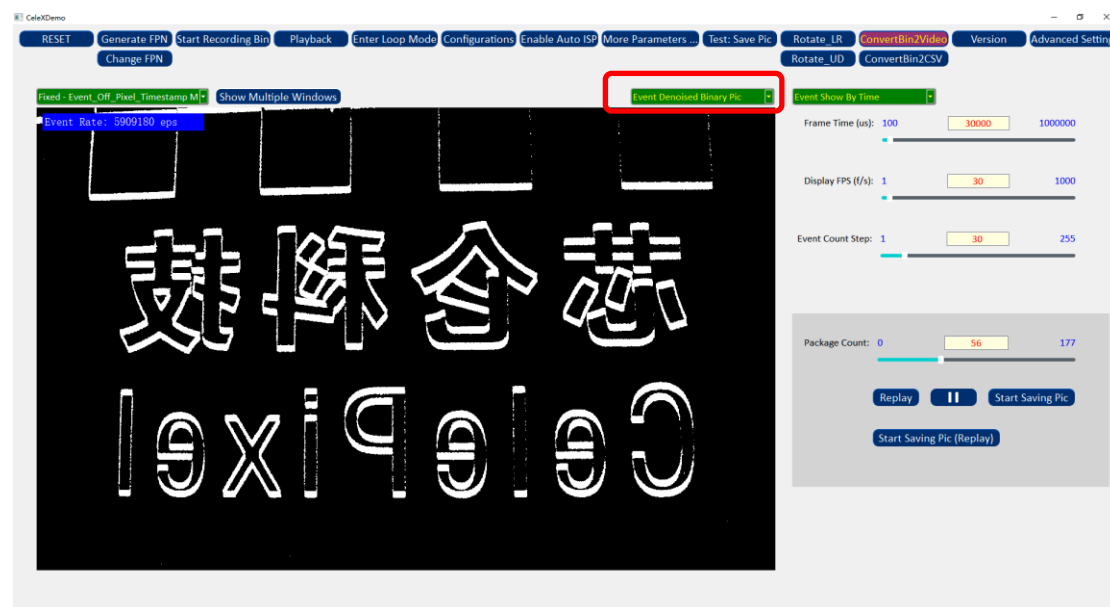 CeleXDemo
RESET Generate FPN Start Recording Bin Playback Enter Loop Mode Configurations Enable Auto ISP More Parameters ... Test: Save Pic Rotate_LR ConvertBin2Video Version Advanced Settin
Change FPN Rotate_UD ConvertBin2CSV
Fixed - Event_Off_Pixel_Timestamp M Show Multiple Windows Event Denoised Binary Pic Event Show By Time
Event Rate: 5909180 eps
Frame Time (us): 100 30000 1000000
Display FPS (f/s): 1 30 1000
Event Count Step: 1 30 255
芯仑科技
CelePixel
Package Count: 0 56 177
Replay Start Saving Pic
Start Saving Pic (Replay)